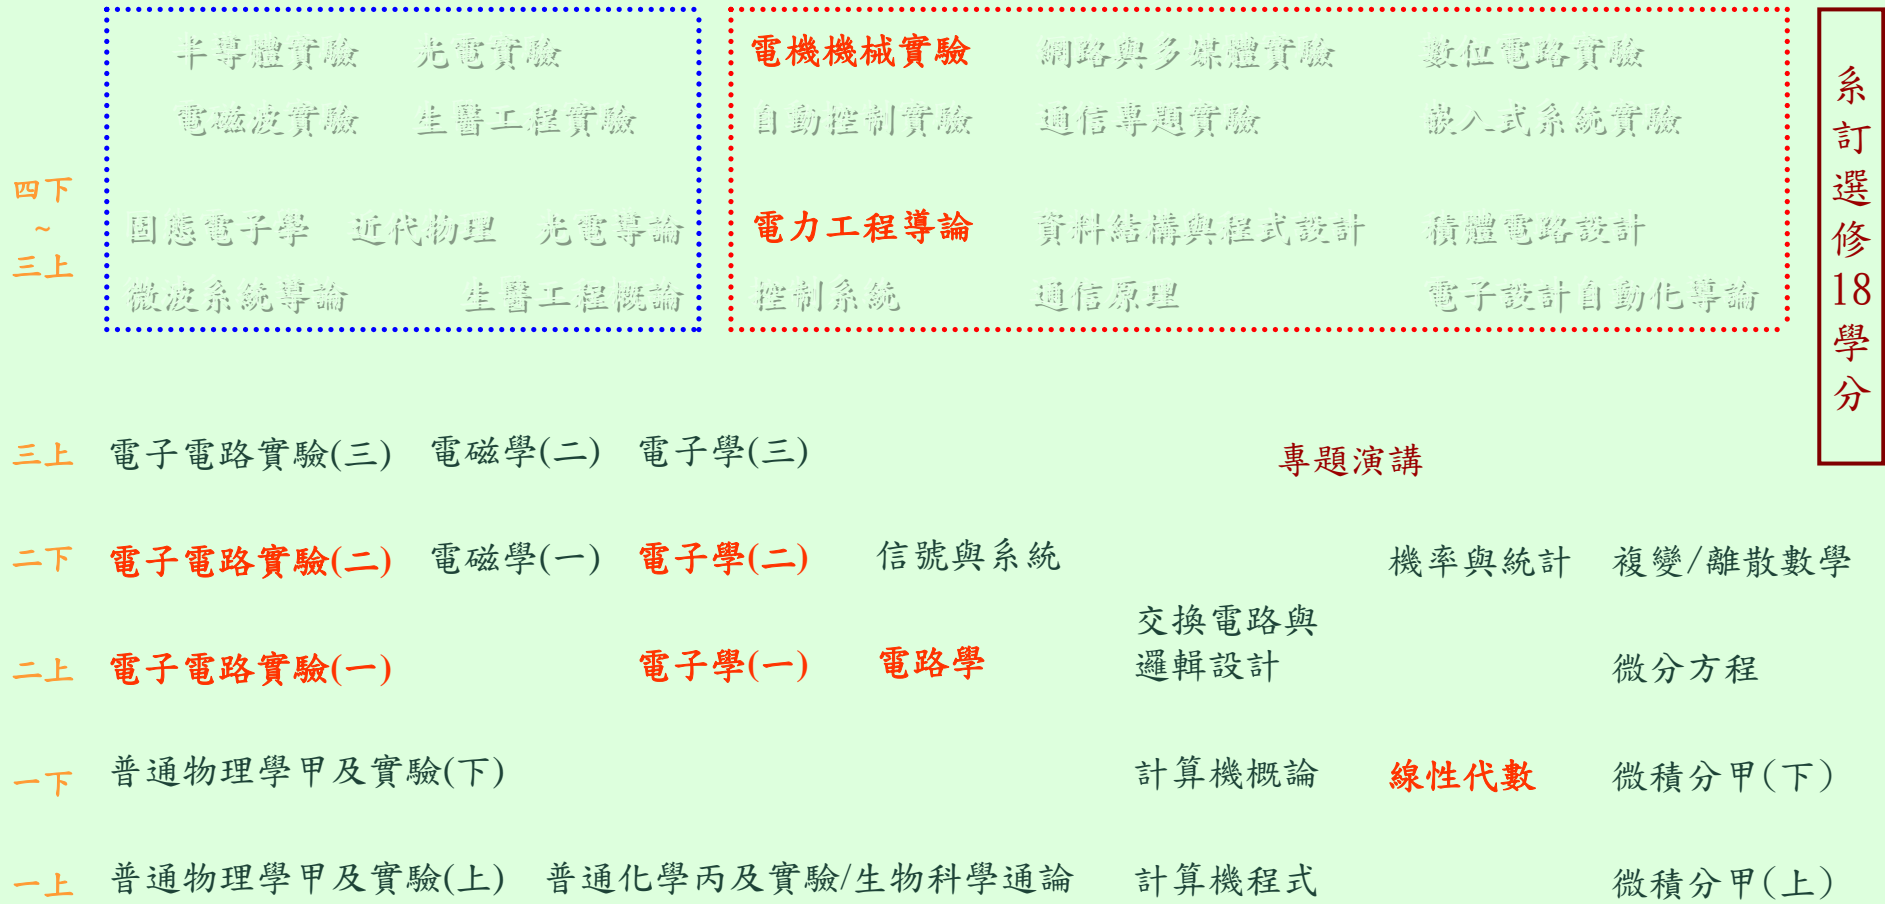 半導體實驗 光電實驗 電機機械實驗 網路與多媒體實驗 數位電路實驗
電磁波實驗 生醫工程實驗 自動控制實驗 通信專題實驗 嵌入式系統實驗
四下
~
三上
固態電子學 近代物理 光電導論 電力工程導論 資料結構與程式設計 積體電路設計
微波系統導論 生醫工程概論 控制系統 通信原理 電子設計自動化導論
系訂選修18學分
三上 電子電路實驗(三) 電磁學(二) 電子學(三) 專題演講
二下 電子電路實驗(二) 電磁學(一) 電子學(二) 信號與系統 機率與統計 複變/離散數學
二上 電子電路實驗(一) 電子學(一) 電路學 交換電路與
邏輯設計 微分方程
一下 普通物理學甲及實驗(下) 計算機概論 線性代數 微積分甲(下)
一上 普通物理學甲及實驗(上) 普通化學丙及實驗/生物科學通論 計算機程式 微積分甲(上)